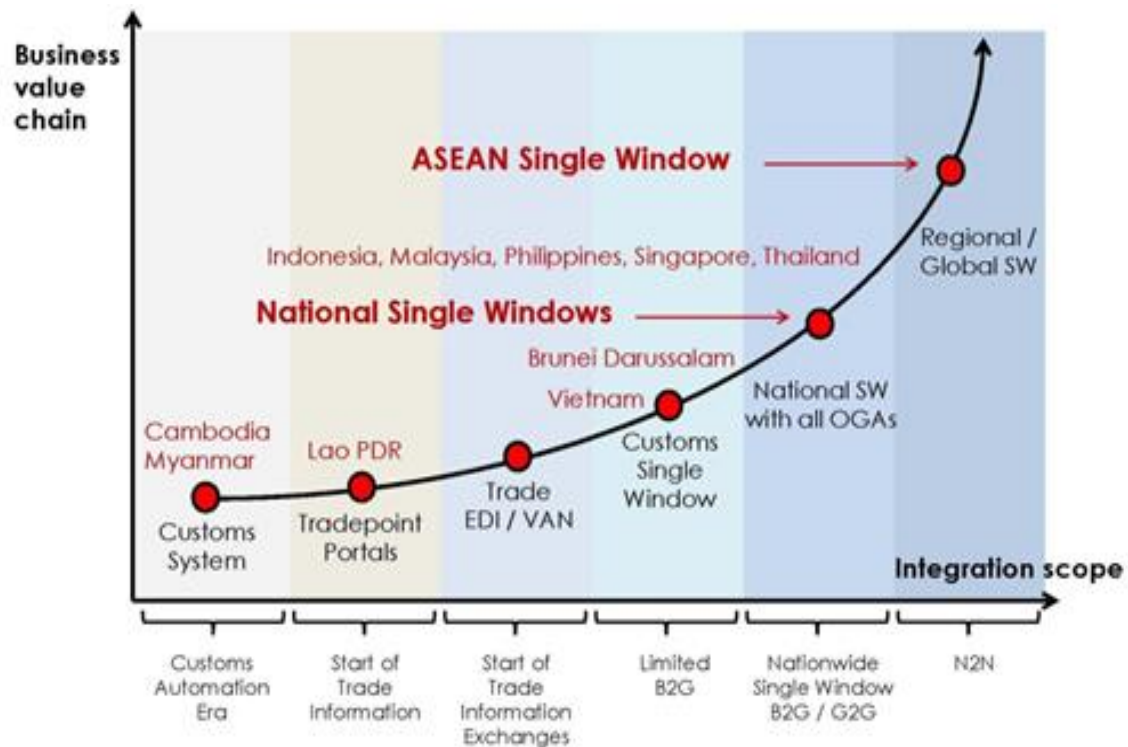 Business
value
chain
ASEAN Single Window
Regional /
Global SW
Indonesia, Malaysia, Philippines, Singapore, Thailand
National Single Windows
National SW
with all OGAs
Brunei Darussalam
Vietnam
Customs
Single
Window
Cambodia
Myanmar
Lao PDR
Trade
EDI / VAN
Tradepoint
Portals
Customs
System
Integration scope
Customs
Automation
Era
Start of
Trade
Information
Start of
Trade
Information
Exchanges
Limited
B2G
Nationwide
Single Window
B2G / G2G
N2N